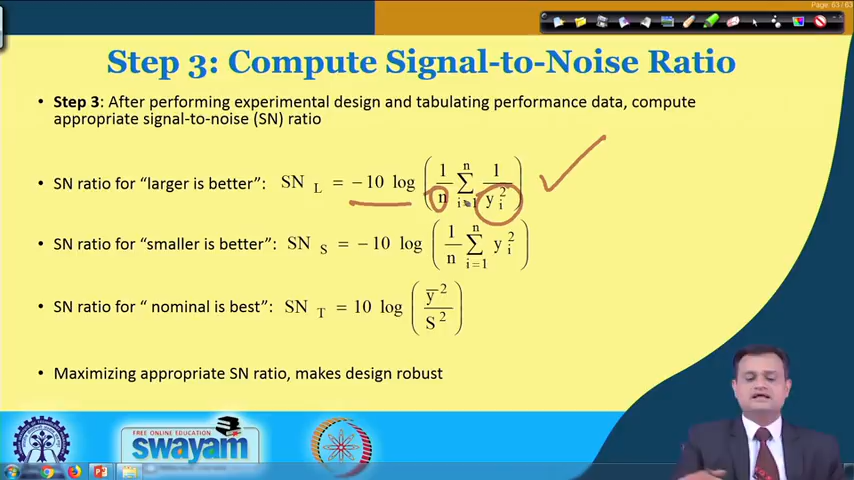 Page: 63/63
Step 3: Compute Signal-to-Noise Ratio
• Step 3: After performing experimental design and tabulating performance data, compute
appropriate signal-to-noise (SN) ratio
• SN ratio for “larger is better”: SN L = −10 log ( 1/n ∑ i=1 n 1/y i 2 )
• SN ratio for “smaller is better”: SN S = −10 log ( 1/n ∑ i=1 n y i 2 )
• SN ratio for “ nominal is best”: SN T = 10 log ( y̅ 2 / S 2 )
• Maximizing appropriate SN ratio, makes design robust
FREE ONLINE EDUCATION
swayam